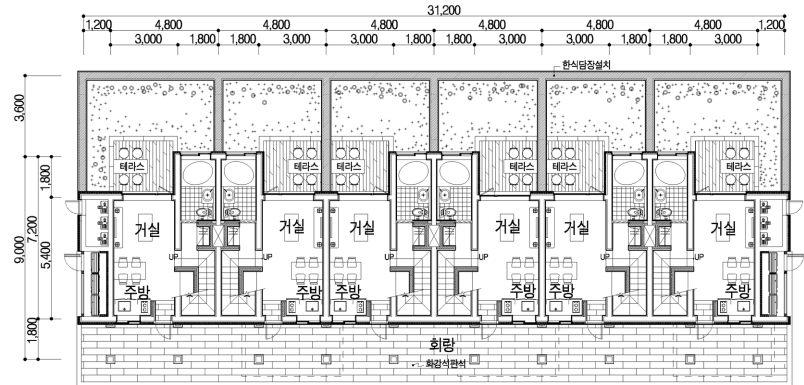 31,200
1,200 4,800 4,800 4,800 4,800 4,800 4,800 1,200
3,000 1,800 1,800 3,000 3,000 1,800 1,800 3,000 3,000 1,800 1,800 3,000
한식담장설치
3,600
테라스 테라스 테라스 테라스 테라스 테라스
1,800
거실 거실 거실 거실 거실 거실
9,000 7,200 5,400
UP UP UP UP UP UP
주방 주방 주방 주방 주방 주방
1,800
회랑
화강석판석